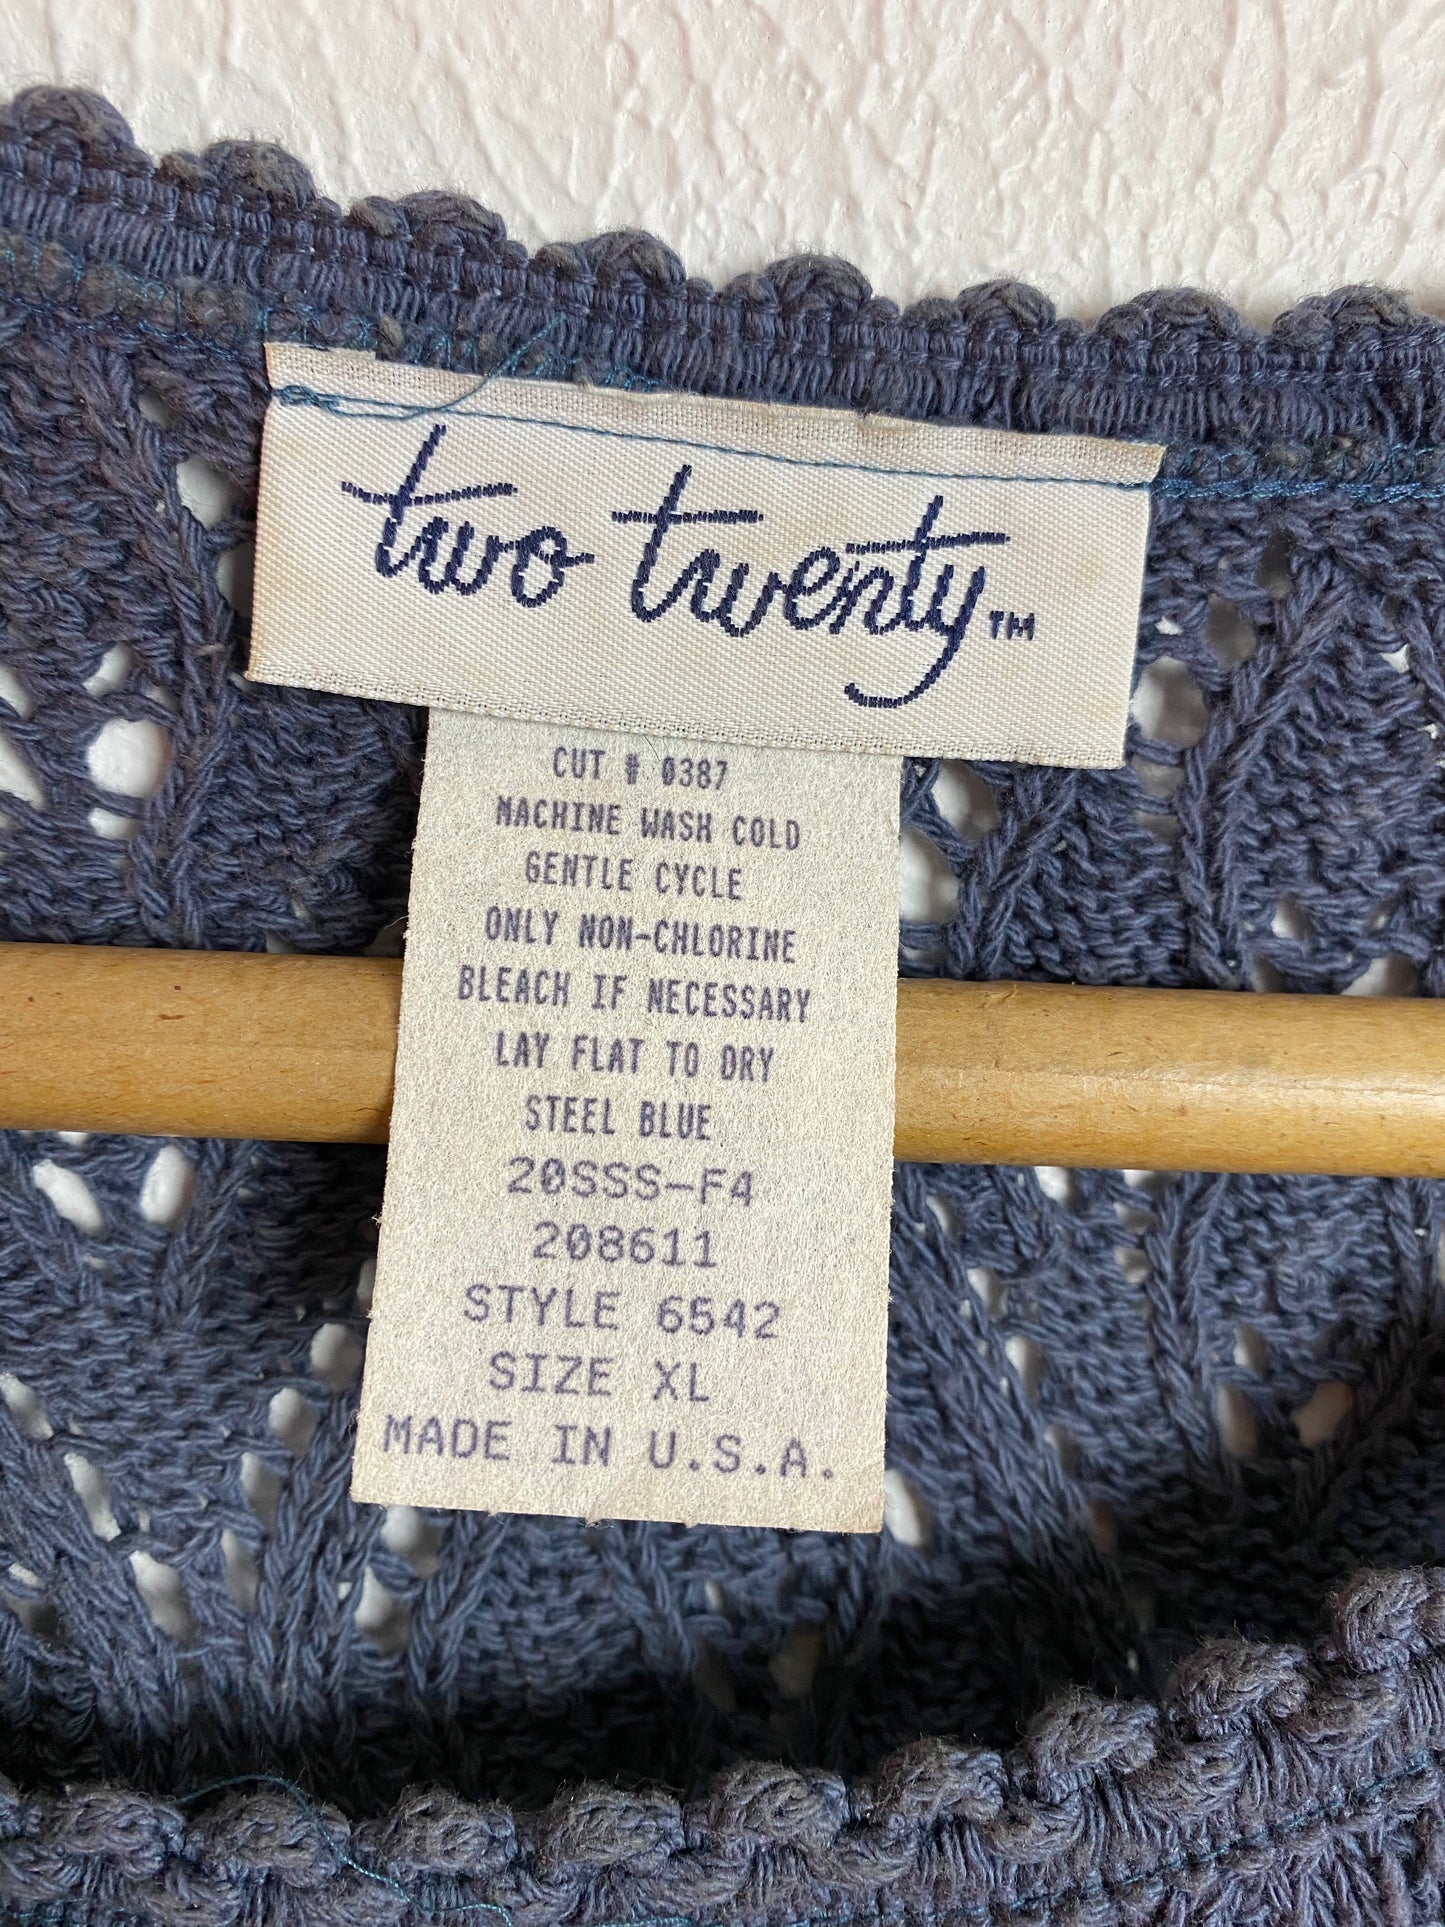 two twenty™
CUT # 0387
MACHINE WASH COLD
GENTLE CYCLE
ONLY NON-CHLORINE
BLEACH IF NECESSARY
LAY FLAT TO DRY
STEEL BLUE
20SSS-F4
208611
STYLE 6542
SIZE XL
MADE IN U.S.A.